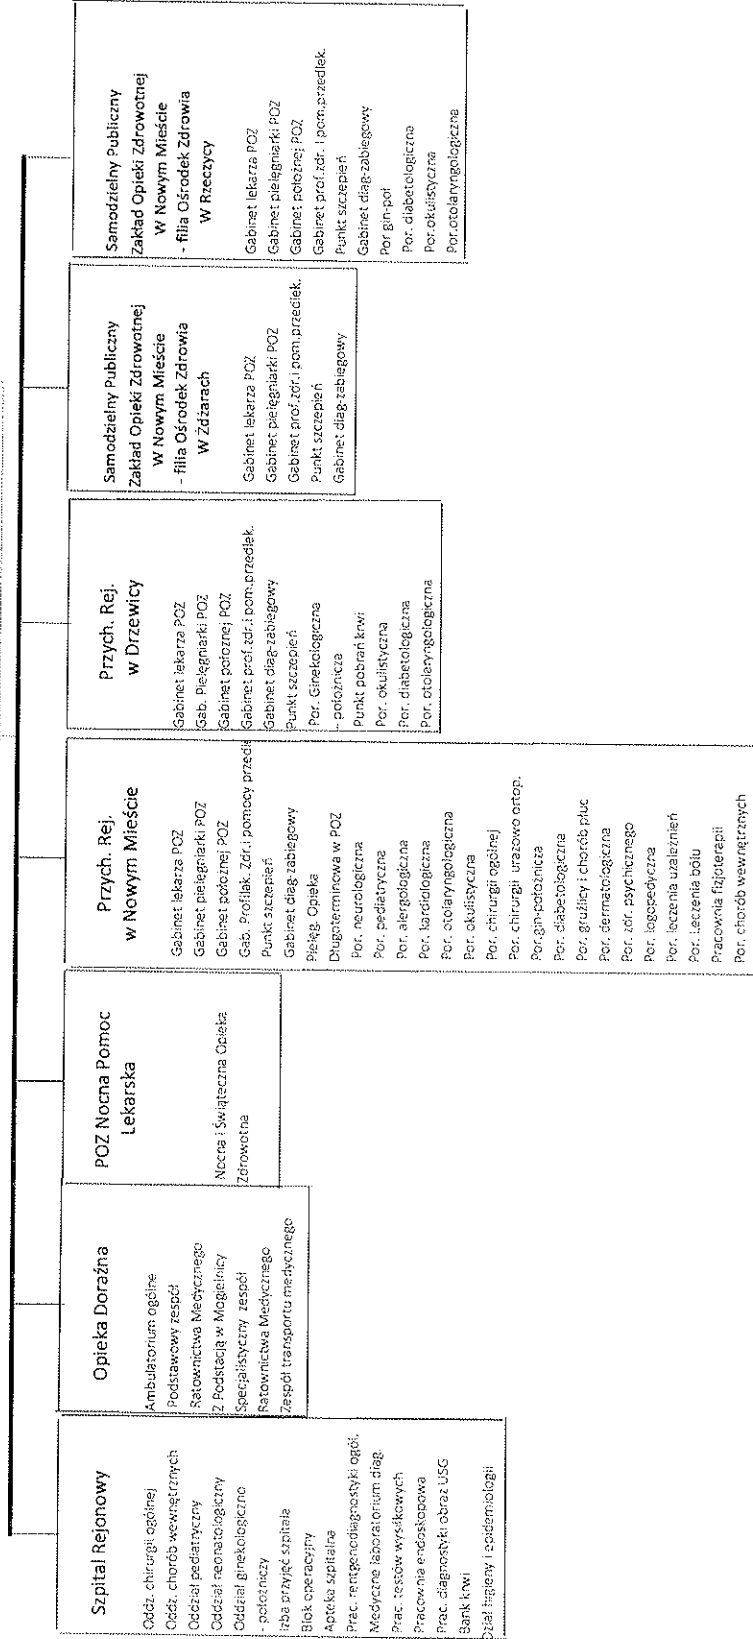 Szpital Rejonowy
Oddz. chirurgii ogólnej
Oddz. chorób wewnętrznych
Oddział pediatryczny
Oddział neonatologiczny
Oddział ginekologiczno
- położniczy
Izba przyjęć szpitala
Blok operacyjny
Apteka szpitalna
Prac. rentgenodiagnostyki ogól.
Medyczne laboratorium diag.
Prac. testów wysiłkowych
Pracownia endoskopowa
Prac. diagnostyki obraz USG
Bank krwi
Dział higieny i epidemiologii
Opieka Doraźna
Ambulatorium ogólne
Podstawowy zespół
Ratownictwa Medycznego
Z Podstacją w Mogielnicy
Specjalistyczny zespół
Ratownictwa Medycznego
Zespół transportu medycznego
POZ Nocna Pomoc
Lekarska
Nocna i Świąteczna Opieka
Zdrowotna
Przych. Rej.
w Nowym Mieście
Gabinet lekarza POZ
Gabinet pielęgniarki POZ
Gabinet położnej POZ
Gab. Profilak. Zdr.i pomocy przedle
Punkt szczepień
Gabinet diag-zabiegowy
Pielęg. Opieka
Długoterminowa w POZ
Por. neurologiczna
Por. pediatryczna
Por. alergologiczna
Por. kardiologiczna
Por. otolaryngologiczna
Por. okulistyczna
Por. chirurgii ogólnej
Por. chirurgii urazowo ortop.
Por.gin-położnicza
Por. diabetologiczna
Por. gruźlicy i chorób płuc
Por. dermatologiczna
Por. zdr. psychicznego
Por. logopedyczna
Por. leczenia uzależnień
Por. Leczenia bólu
Pracownia fizjoterapii
Por. chorób wewnętrznych
Przych. Rej.
w Drzewicy
Gabinet lekarza POZ
Gab. Pielęgniarki POZ
Gabinet położnej POZ
Gabinet prof.zdr.i pom.przedlek.
Gabinet diag-zabiegowy
Punkt szczepień
Por. Ginekologiczna
- położnicza
Punkt pobrań krwi
Por. okulistyczna
Por. diabetologiczna
Por. otolaryngologiczna
Samodzielny Publiczny
Zakład Opieki Zdrowotnej
W Nowym Mieście
- filia Ośrodek Zdrowia
W Żdżarach
Gabinet lekarza POZ
Gabinet pielęgniarki POZ
Gabinet prof.zdr.i pom.przedlek.
Punkt szczepień
Gabinet diag-zabiegowy
Samodzielny Publiczny
Zakład Opieki Zdrowotnej
W Nowym Mieście
- filia Ośrodek Zdrowia
W Rzeczycy
Gabinet lekarza POZ
Gabinet pielęgniarki POZ
Gabinet położnej POZ
Gabinet prof.zdr. i pom.przedlek.
Punkt szczepień
Gabinet diag-zabiegowy
Por gin-poł
Por. diabetologiczna
Por.okulistyczna
Por.otolaryngologiczna